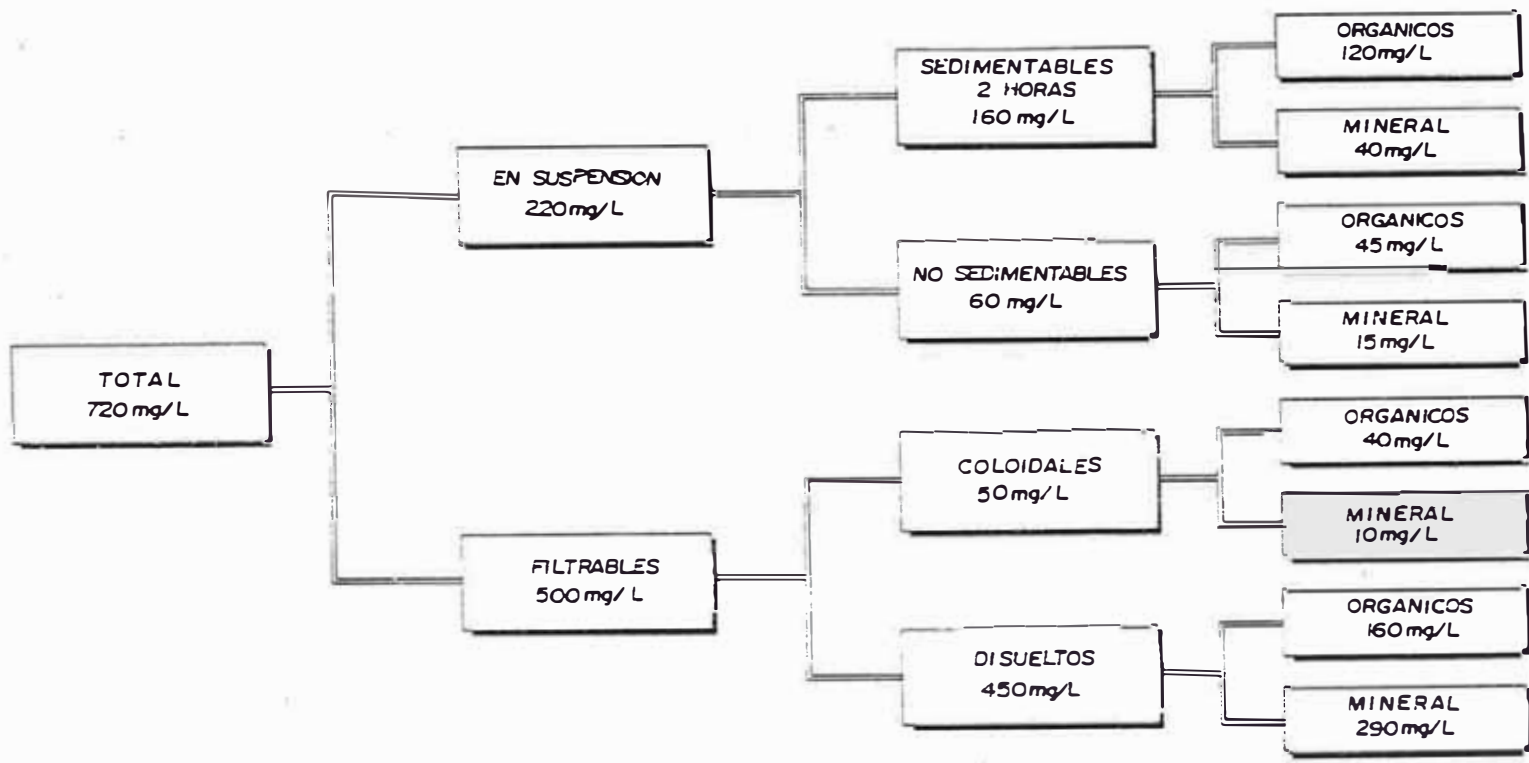 TOTAL
720 mg/L
EN SUSPENSION
220 mg/L
FILTRABLES
500 mg/L
SEDIMENTABLES
2 HORAS
160 mg/L
NO SEDIMENTABLES
60 mg/L
COLOIDALES
50 mg/L
DISUELTOS
450 mg/L
ORGANICOS
120 mg/L
MINERAL
40 mg/L
ORGANICOS
45 mg/L
MINERAL
15 mg/L
ORGANICOS
40 mg/L
MINERAL
10 mg/L
ORGANICOS
160 mg/L
MINERAL
290 mg/L